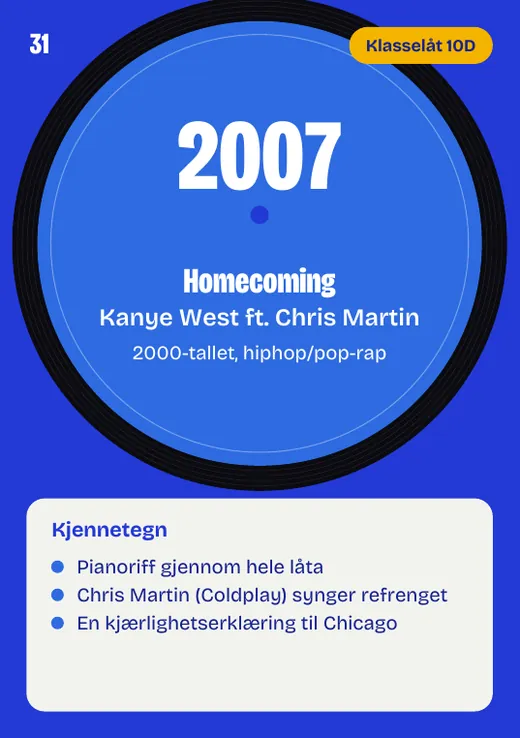 31
Klasselåt 10D
2007
Homecoming
Kanye West ft. Chris Martin
2000-tallet, hiphop/pop-rap
Kjennetegn
Pianoriff gjennom hele låta
Chris Martin (Coldplay) synger refrenget
En kjærlighetserklæring til Chicago